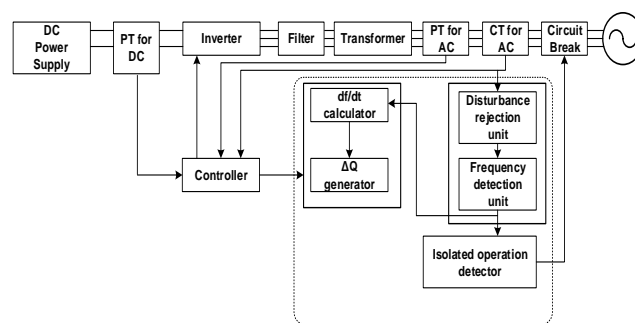 DC
Power
Supply
PT for
DC
Inverter
Filter
Transformer
PT for
AC
CT for
AC
Circuit
Break
df/dt
calculator
Disturbance
rejection
unit
Controller
ΔQ
generator
Frequency
detection
unit
Isolated operation
detector